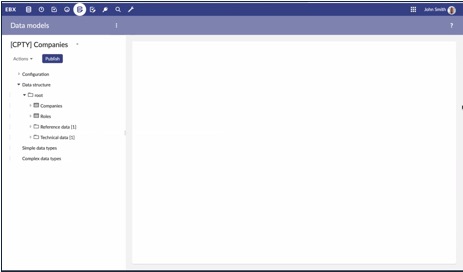 EBX
John Smith
Data models
?
[CPTY] Companies
Actions
Publish
Configuration
Data structure
root
Companies
Roles
Reference data [1]
Technical data [1]
Simple data types
Complex data types